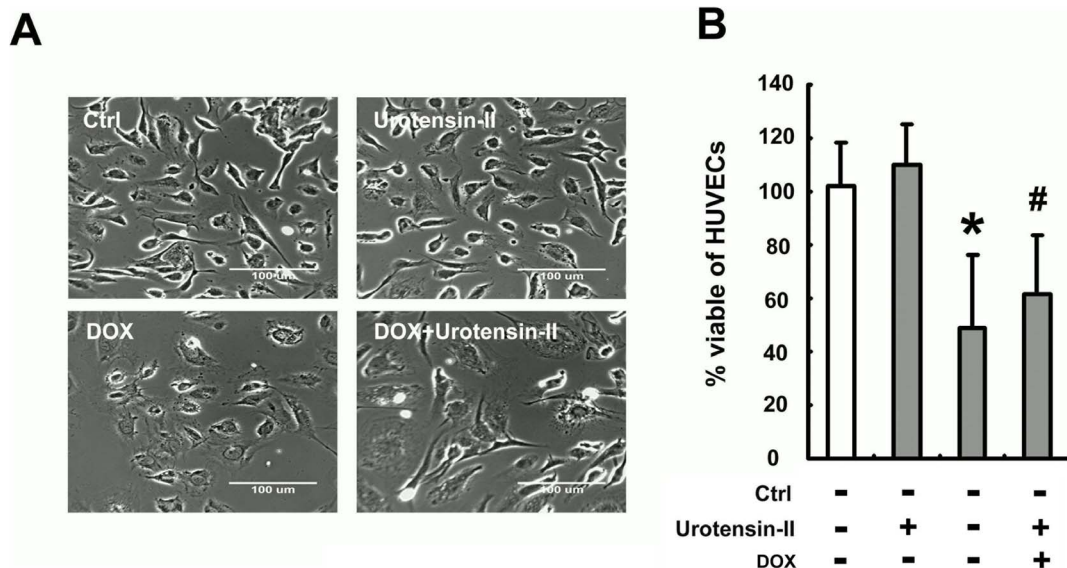 A
Ctrl
Urotensin-II
100 um
100 um
DOX
DOX+Urotensin-II
100 um
100 um
B
% viable of HUVECs
140
120
100
80
60
40
20
0
*
#
Ctrl - - - -
Urotensin-II - + - +
DOX - - - +